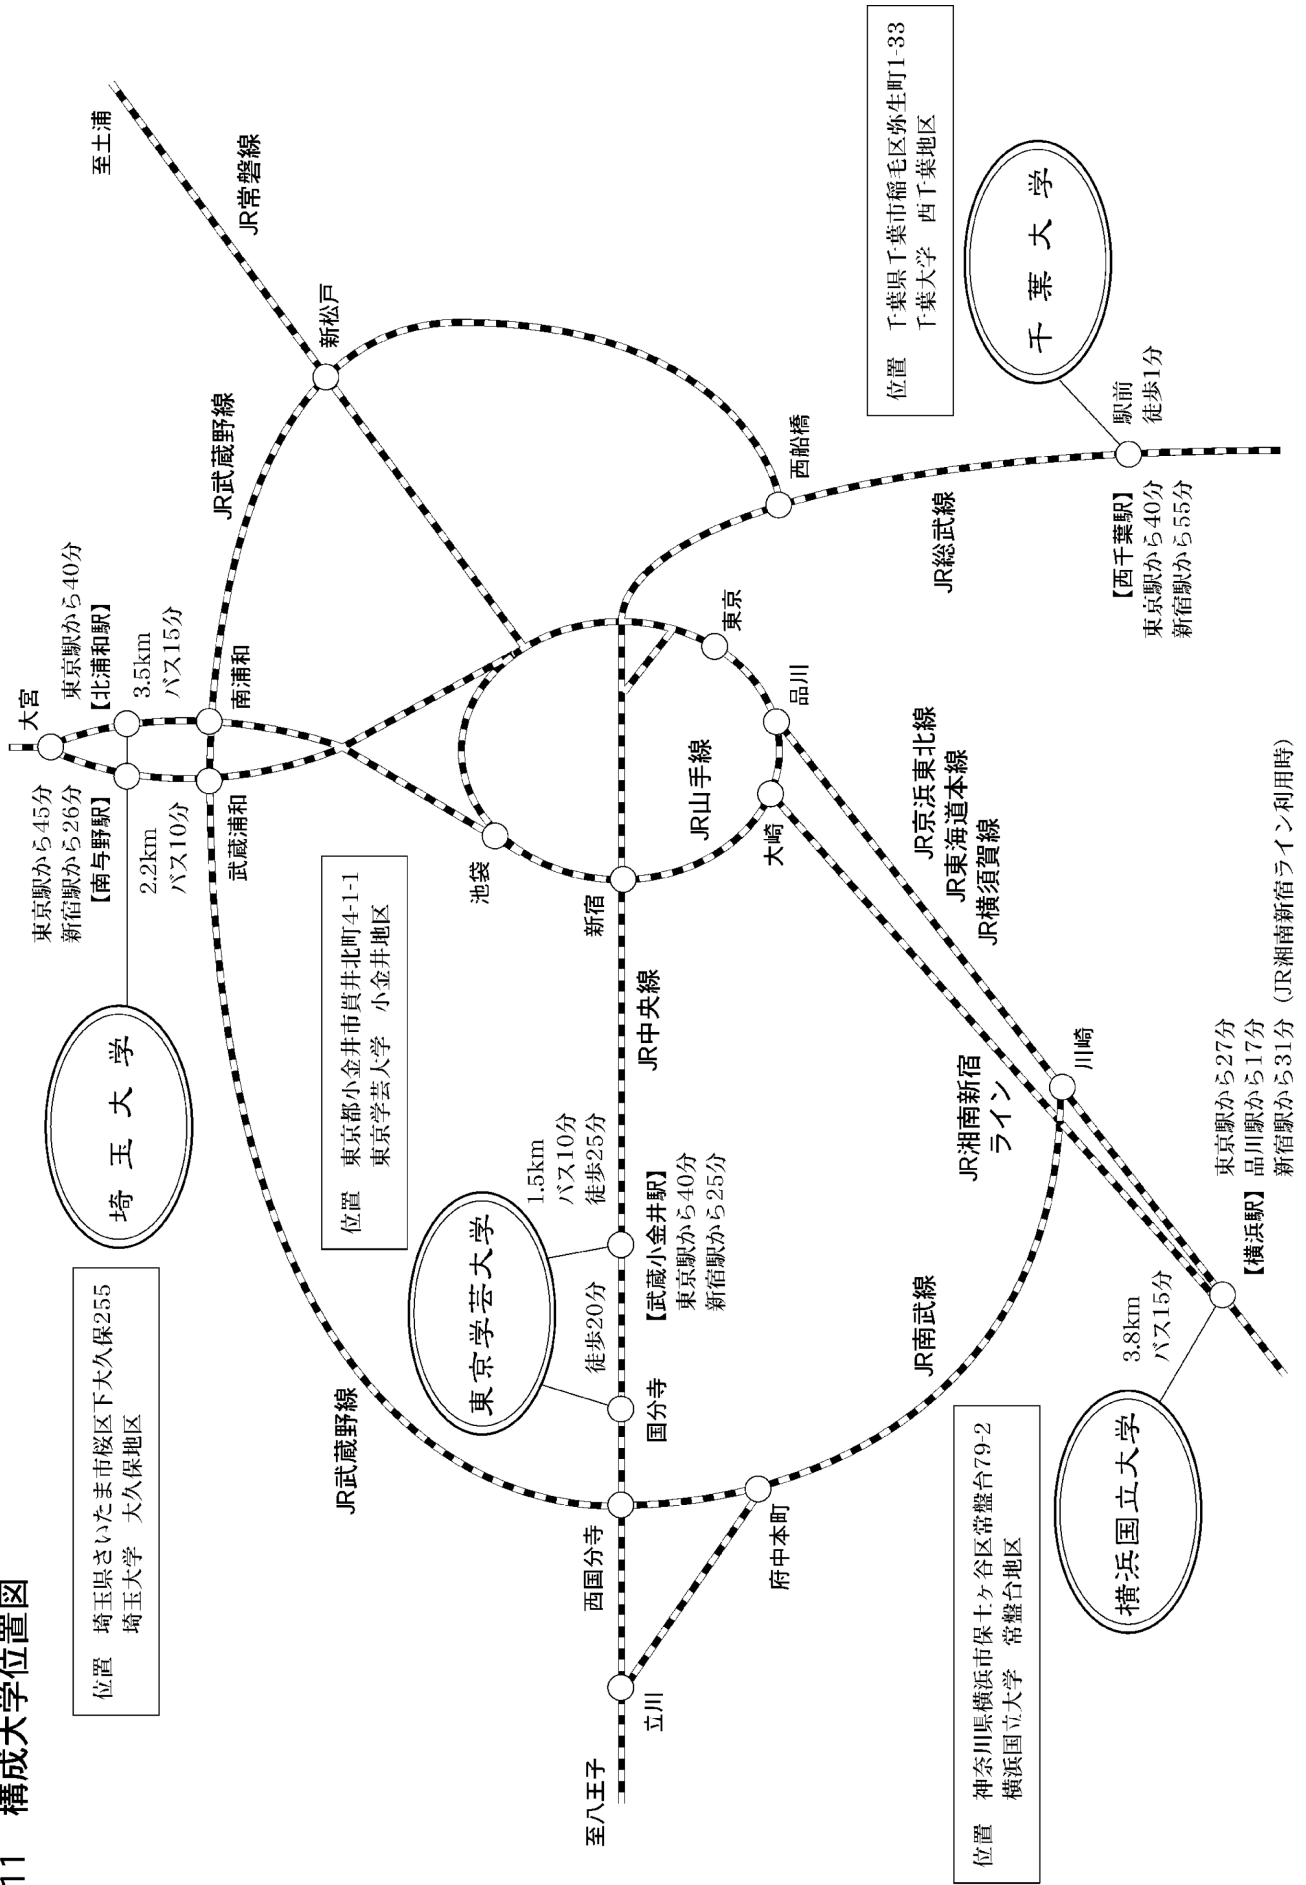 11　構成大学位置図
位置　埼玉県さいたま市桜区下大久保255
埼玉大学　大久保地区
埼玉大学
東京駅から45分
新宿駅から26分
【南与野駅】
2.2km
バス10分
大宮
東京駅から40分
【北浦和駅】
3.5km
バス15分
武蔵浦和
南浦和
JR武蔵野線
新松戸
JR常磐線
至土浦
位置　東京都小金井市貫井北町4-1-1
東京学芸大学　小金井地区
JR武蔵野線
東京学芸大学
1.5km
バス10分
徒歩25分
徒歩20分
【武蔵小金井駅】
東京駅から40分
新宿駅から25分
池袋
新宿
JR中央線
JR山手線
大崎
品川
東京
西船橋
至八王子
立川
西国分寺
国分寺
府中本町
JR南武線
JR湘南新宿
ライン
JR京浜東北線
JR東海道本線
JR横須賀線
川崎
JR総武線
位置　千葉県千葉市稲毛区弥生町1-33
千葉大学　西千葉地区
千葉大学
駅前
徒歩1分
【西千葉駅】
東京駅から40分
新宿駅から55分
位置　神奈川県横浜市保土ヶ谷区常盤台79-2
横浜国立大学　常盤台地区
横浜国立大学
3.8km
バス15分
東京駅から27分
【横浜駅】品川駅から17分
新宿駅から31分（JR湘南新宿ライン利用時）